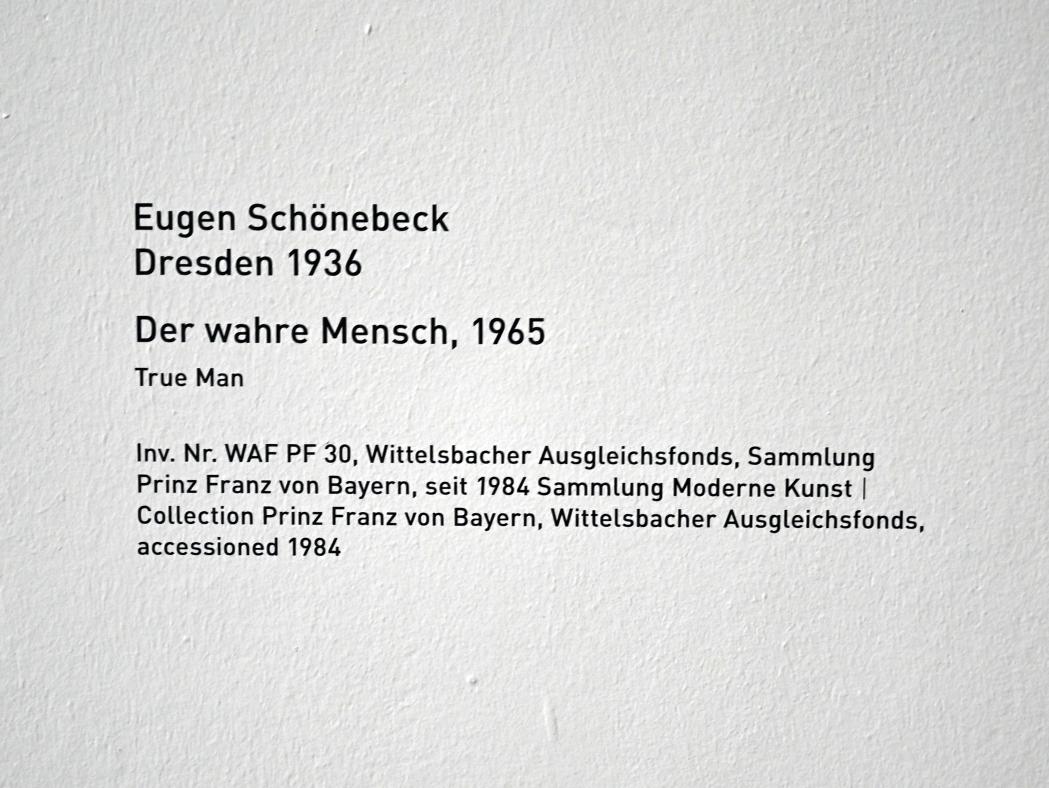 Eugen Schönebeck
Dresden 1936
Der wahre Mensch, 1965
True Man
Inv. Nr. WAF PF 30, Wittelsbacher Ausgleichsfonds, Sammlung
Prinz Franz von Bayern, seit 1984 Sammlung Moderne Kunst |
Collection Prinz Franz von Bayern, Wittelsbacher Ausgleichsfonds,
accessioned 1984